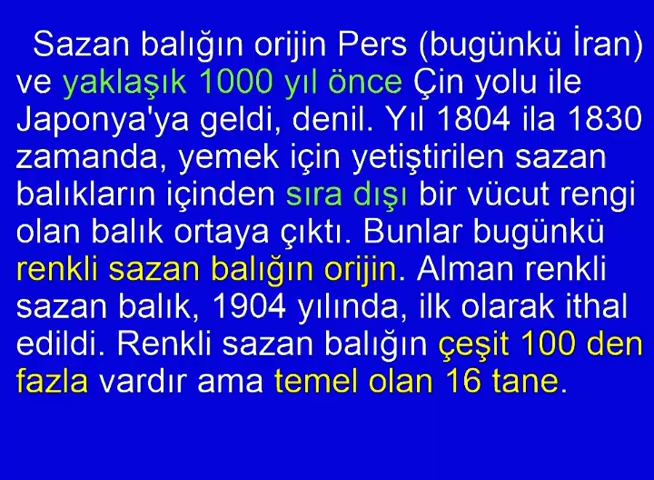 Sazan balığın orijin Pers (bugünkü İran)
ve yaklaşık 1000 yıl önce Çin yolu ile
Japonya'ya geldi, denil. Yıl 1804 ila 1830
zamanda, yemek için yetiştirilen sazan
balıkların içinden sıra dışı bir vücut rengi
olan balık ortaya çıktı. Bunlar bugünkü
renkli sazan balığın orijin. Alman renkli
sazan balık, 1904 yılında, ilk olarak ithal
edildi. Renkli sazan balığın çeşit 100 den
fazla vardır ama temel olan 16 tane.